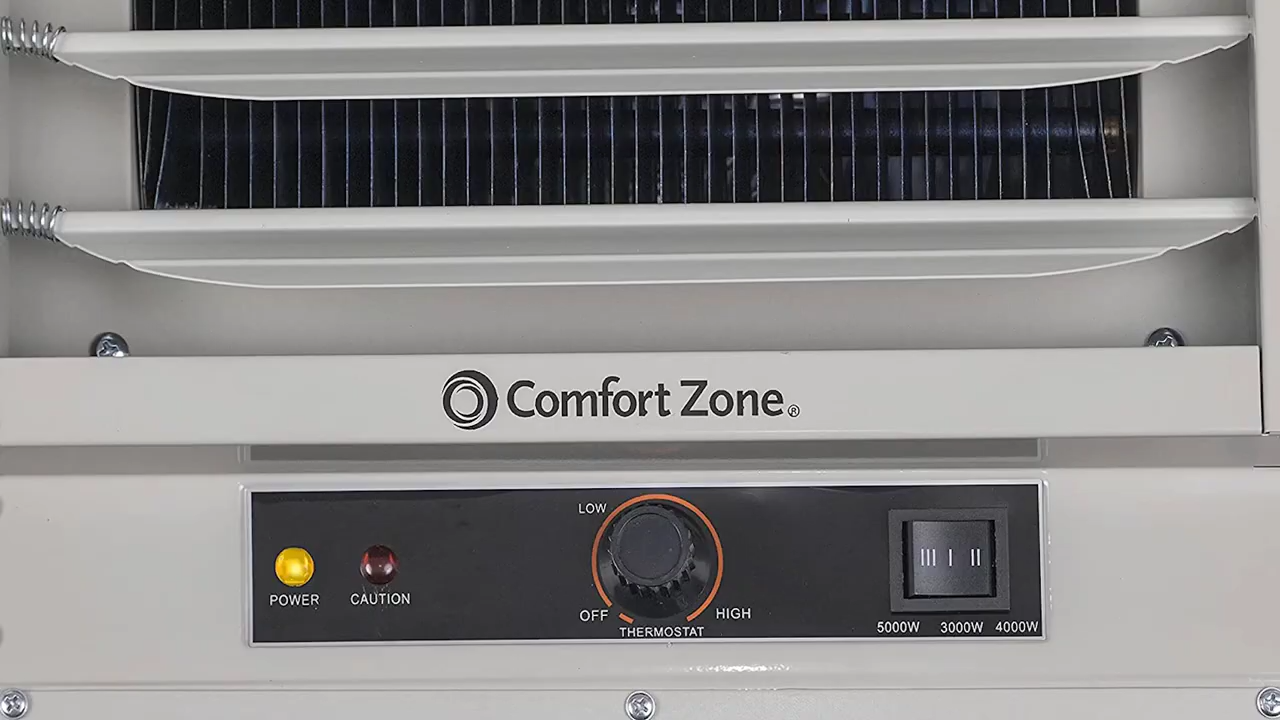 Comfort Zone®
LOW
POWER
CAUTION
OFF
HIGH
THERMOSTAT
III I II
5000W 3000W 4000W